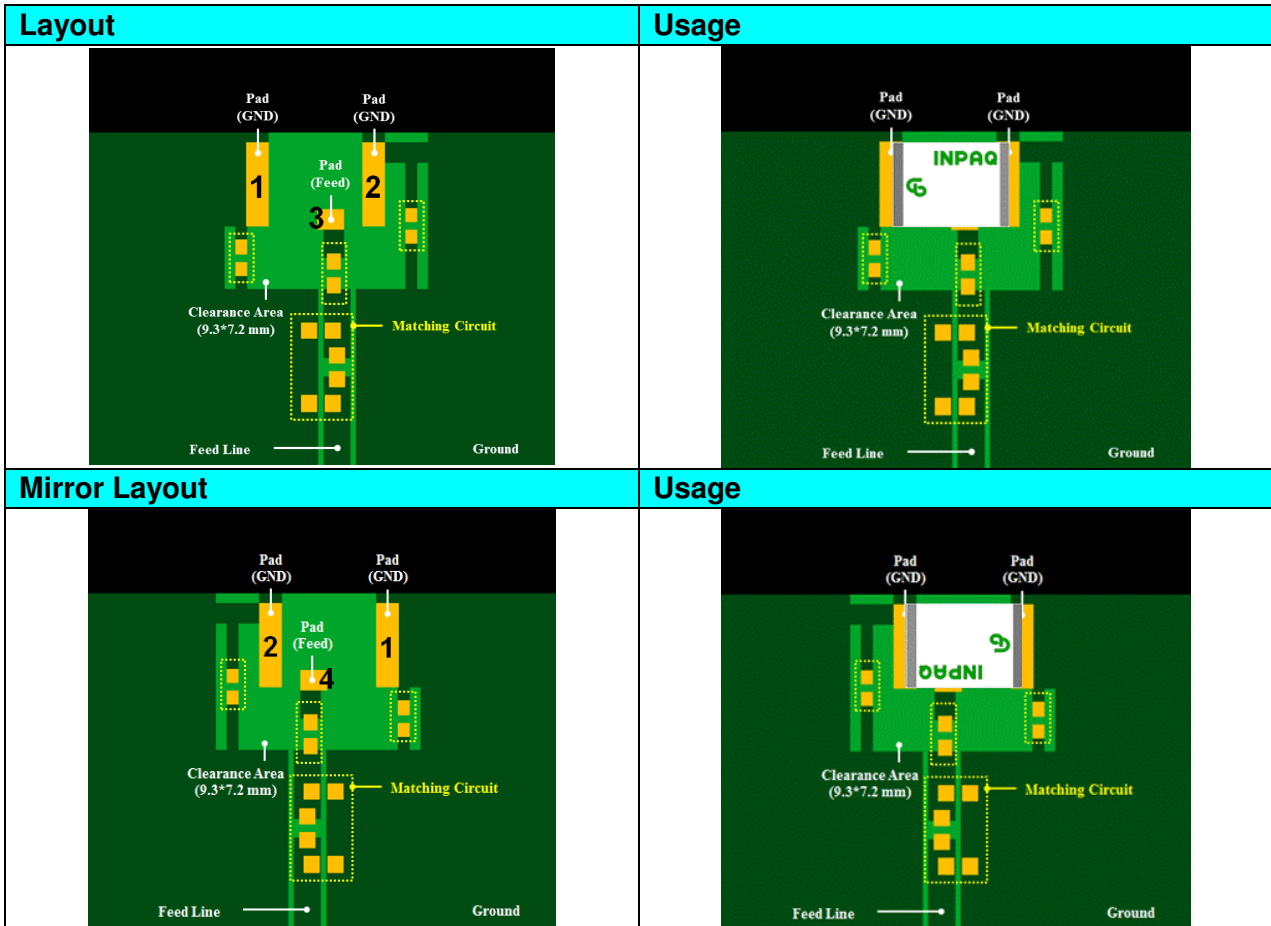 Layout
Usage
Pad
(GND)
Pad
(GND)
Pad
(Feed)
1
2
3
Clearance Area
(9.3*7.2 mm)
Matching Circuit
Feed Line
Ground
Pad
(GND)
Pad
(GND)
INPAQ
Clearance Area
(9.3*7.2 mm)
Matching Circuit
Feed Line
Ground
Mirror Layout
Usage
Pad
(GND)
Pad
(GND)
Pad
(Feed)
2
1
4
Clearance Area
(9.3*7.2 mm)
Matching Circuit
Feed Line
Ground
Pad
(GND)
Pad
(GND)
INPAQ
Clearance Area
(9.3*7.2 mm)
Matching Circuit
Feed Line
Ground